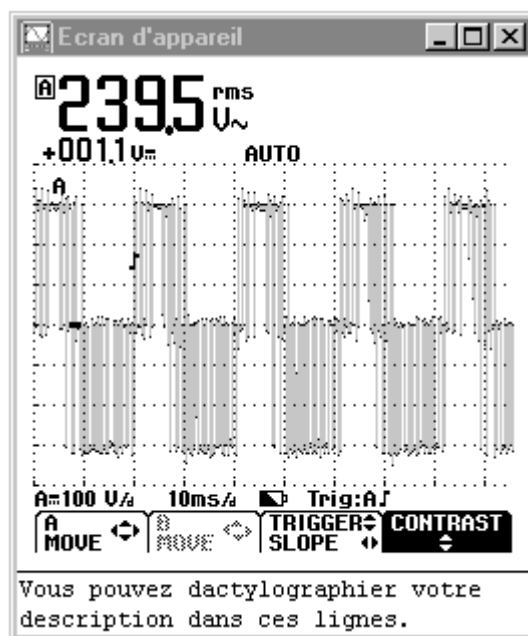 Ecran d'appareil
A 239.5 rms V~
+001.1 V= AUTO
A
A=100 V/d 10ms/d Trig:A
A MOVE B MOVE TRIGGER SLOPE CONTRAST
Vous pouvez dactylographier votre
description dans ces lignes.